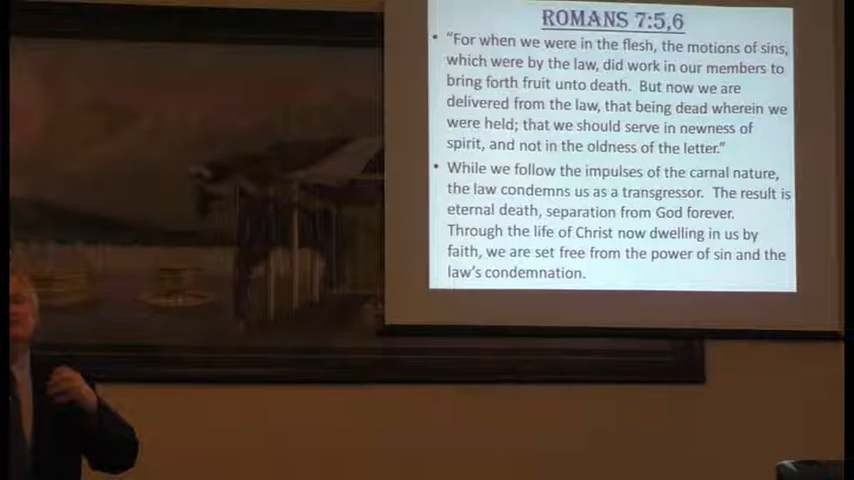 ROMANS 7:5,6
• “For when we were in the flesh, the motions of sins,
which were by the law, did work in our members to
bring forth fruit unto death.  But now we are
delivered from the law, that being dead wherein we
were held; that we should serve in newness of
spirit, and not in the oldness of the letter.”
• While we follow the impulses of the carnal nature,
the law condemns us as a transgressor.  The result is
eternal death, separation from God forever.
Through the life of Christ now dwelling in us by
faith, we are set free from the power of sin and the
law’s condemnation.